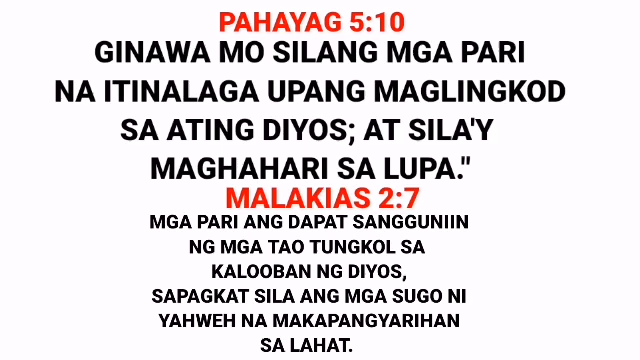 PAHAYAG 5:10
GINAWA MO SILANG MGA PARI
NA ITINALAGA UPANG MAGLINGKOD
SA ATING DIYOS; AT SILA'Y
MAGHAHARI SA LUPA."
MALAKIAS 2:7
MGA PARI ANG DAPAT SANGGUNIIN
NG MGA TAO TUNGKOL SA
KALOOBAN NG DIYOS,
SAPAGKAT SILA ANG MGA SUGO NI
YAHWEH NA MAKAPANGYARIHAN
SA LAHAT.